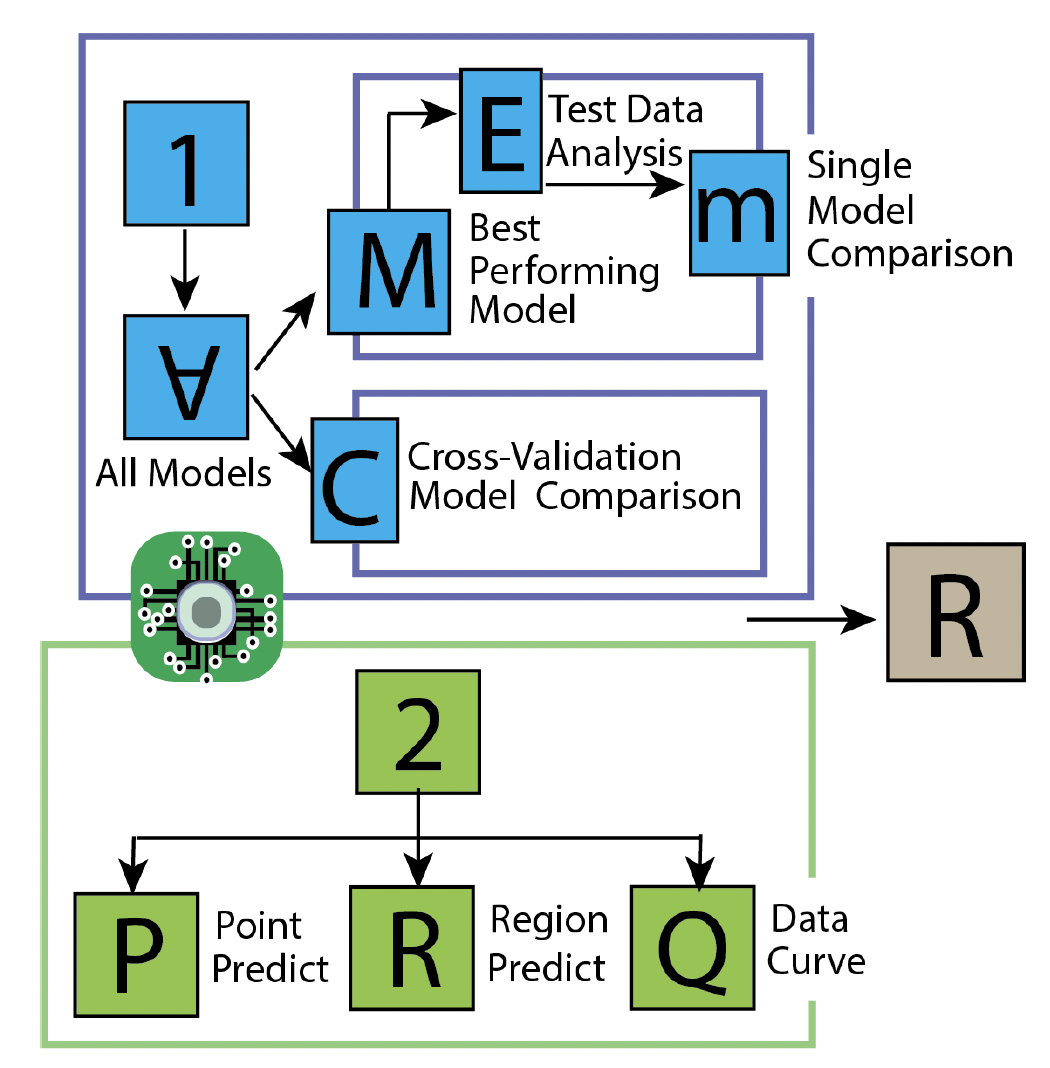 1
E
Test Data
Analysis
m
Single
Model
Comparison
M
Best
Performing
Model
∀
All Models
C
Cross-Validation
Model Comparison
R
2
P
Point
Predict
R
Region
Predict
Q
Data
Curve